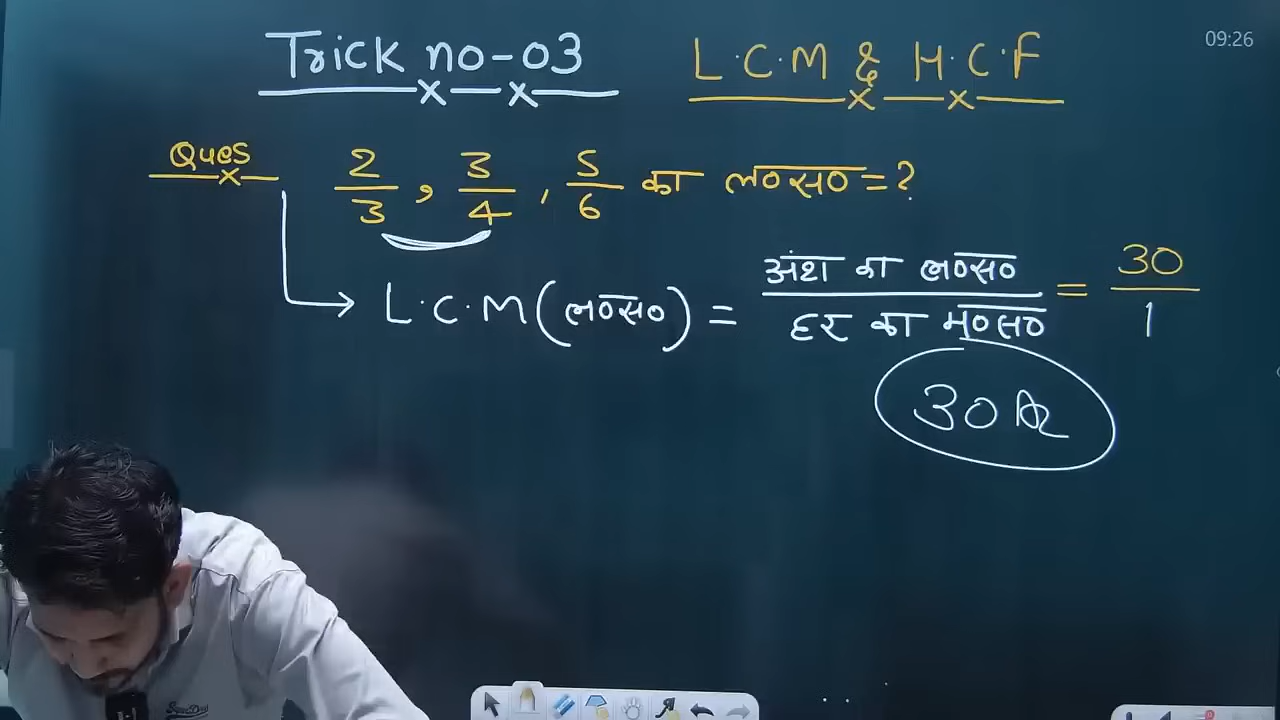 Trick no-03 L.C.M & H.C.F
09:26
Ques 2/3, 3/4, 5/6 का ल०स० = ?
L.C.M (ल०स०) = अंश का ल०स० / हर का म०स० = 30/1
30 A